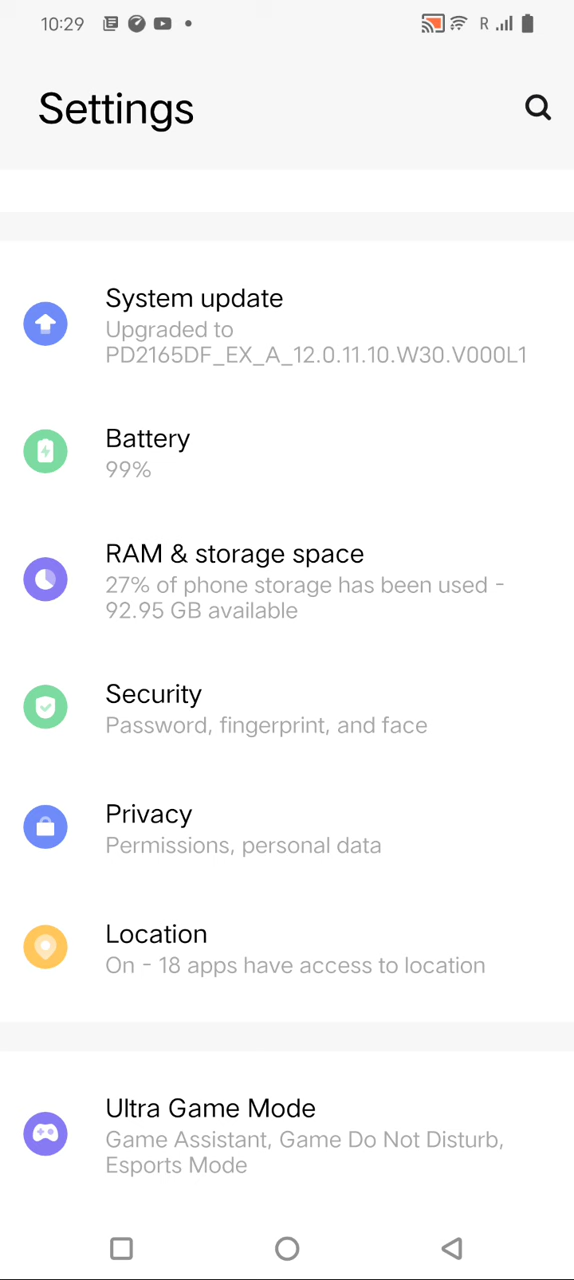 10:29
R
Settings
System update
Upgraded to
PD2165DF_EX_A_12.0.11.10.W30.V000L1
Battery
99%
RAM & storage space
27% of phone storage has been used -
92.95 GB available
Security
Password, fingerprint, and face
Privacy
Permissions, personal data
Location
On - 18 apps have access to location
Ultra Game Mode
Game Assistant, Game Do Not Disturb,
Esports Mode